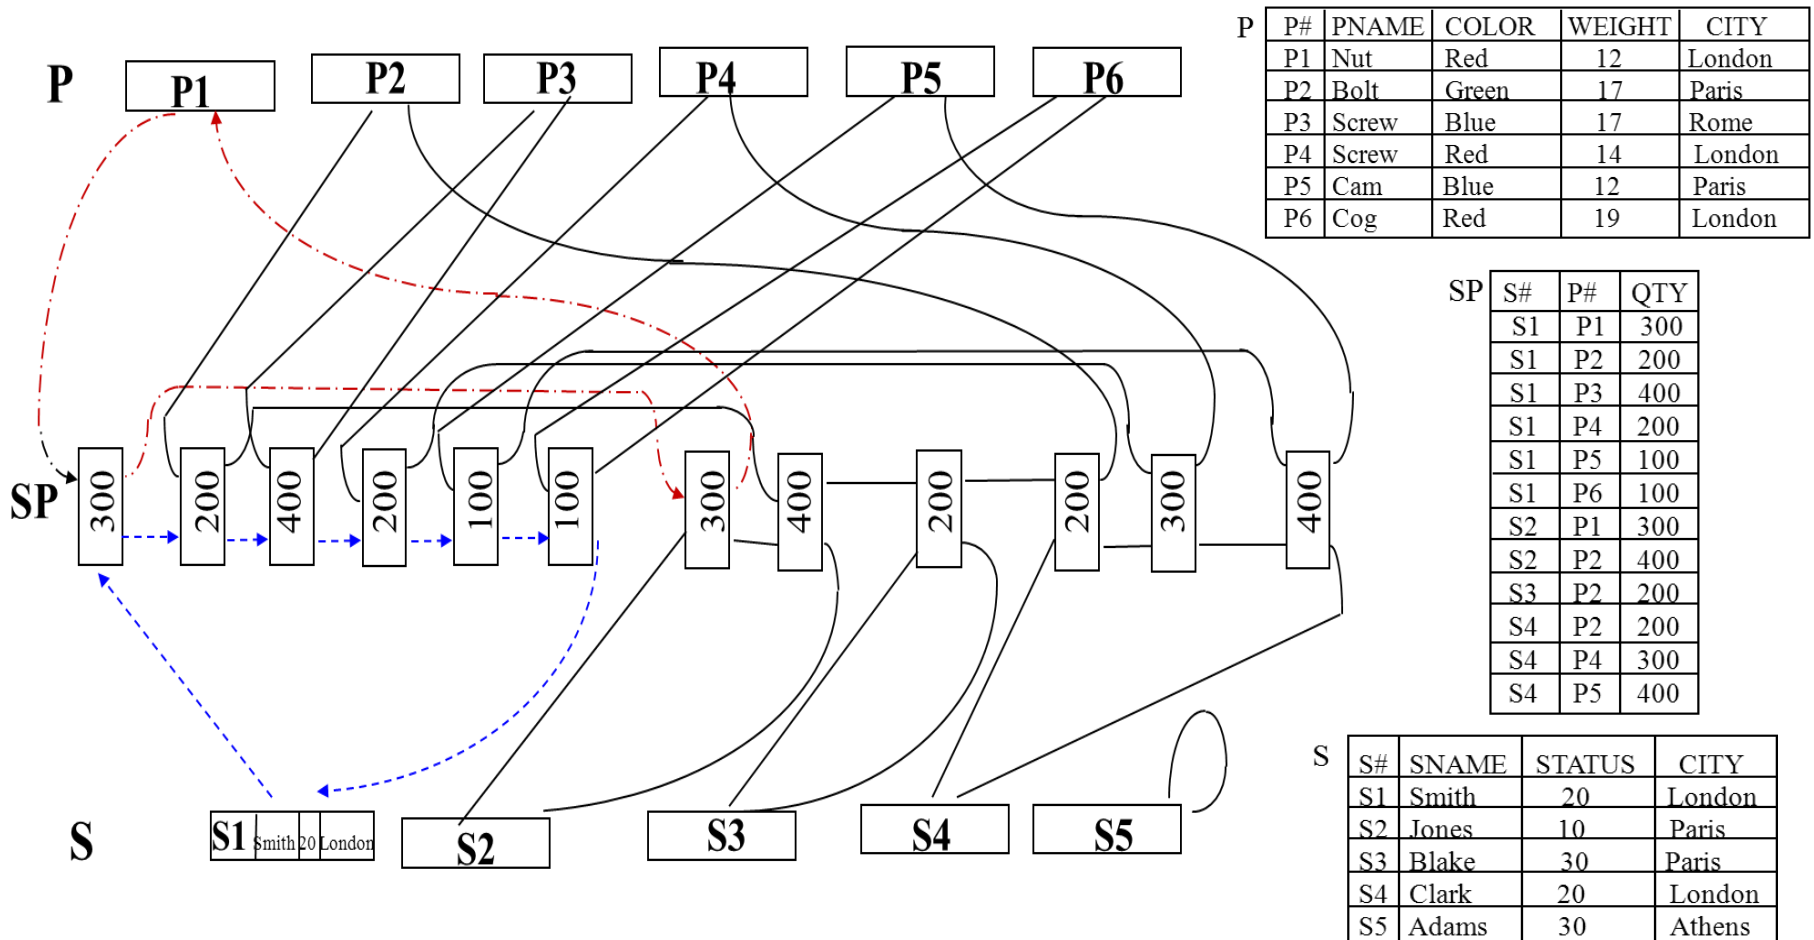 P P1 P2 P3 P4 P5 P6
SP 300 200 400 200 100 100 300 400 200 200 300 400
S S1 Smith 20 London S2 S3 S4 S5
P P# PNAME COLOR WEIGHT CITY
P1 Nut Red 12 London
P2 Bolt Green 17 Paris
P3 Screw Blue 17 Rome
P4 Screw Red 14 London
P5 Cam Blue 12 Paris
P6 Cog Red 19 London
SP S# P# QTY
S1 P1 300
S1 P2 200
S1 P3 400
S1 P4 200
S1 P5 100
S1 P6 100
S2 P1 300
S2 P2 400
S3 P2 200
S4 P2 200
S4 P4 300
S4 P5 400
S S# SNAME STATUS CITY
S1 Smith 20 London
S2 Jones 10 Paris
S3 Blake 30 Paris
S4 Clark 20 London
S5 Adams 30 Athens